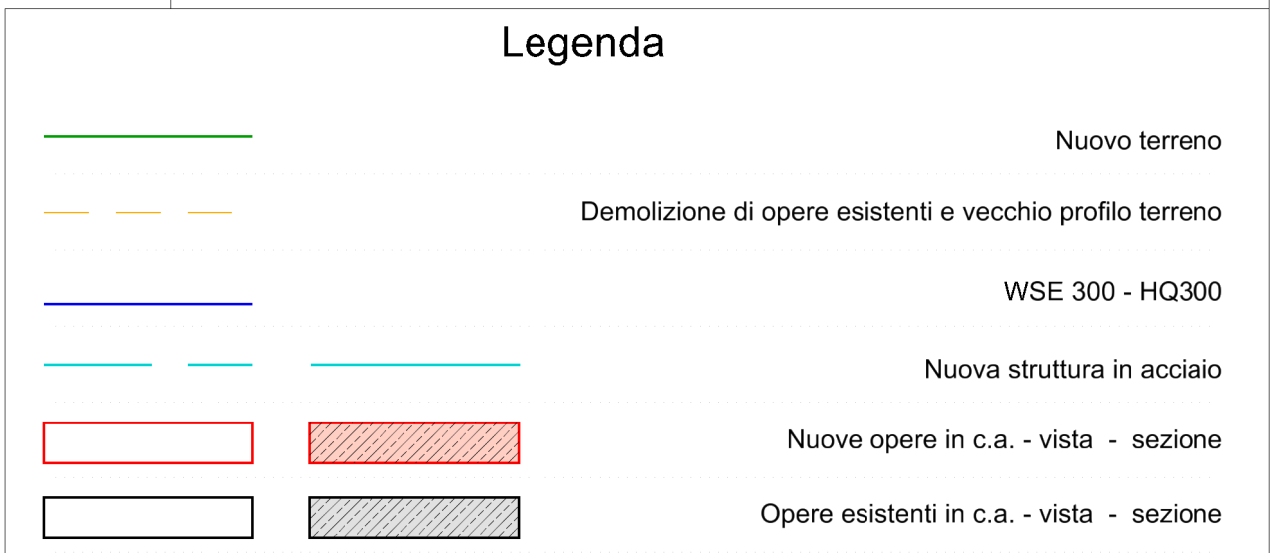 Legenda
Nuovo terreno
Demolizione di opere esistenti e vecchio profilo terreno
WSE 300 - HQ300
Nuova struttura in acciaio
Nuove opere in c.a. - vista - sezione
Opere esistenti in c.a. - vista - sezione